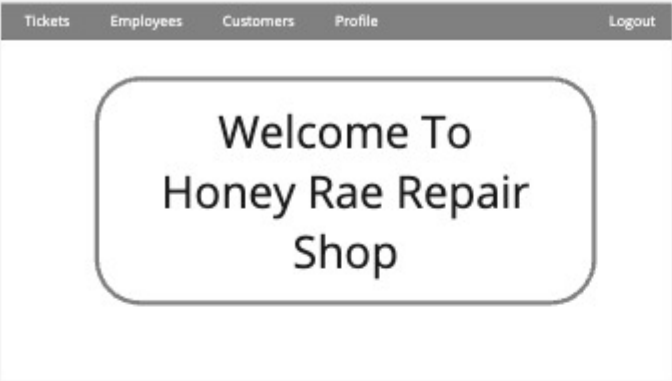 Tickets Employees Customers Profile Logout
Welcome To
Honey Rae Repair
Shop